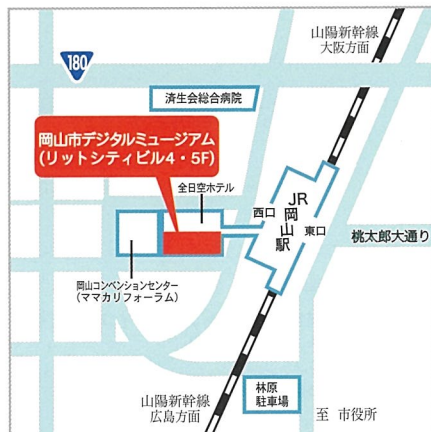 山陽新幹線
大阪方面
180
済生会総合病院
岡山市デジタルミュージアム
(リットシティビル4・5F)
全日空ホテル
西口
JR
岡山駅
東口
桃太郎大通り
岡山コンベンションセンター
(ママカリフォーラム)
山陽新幹線
広島方面
林原
駐車場
至 市役所